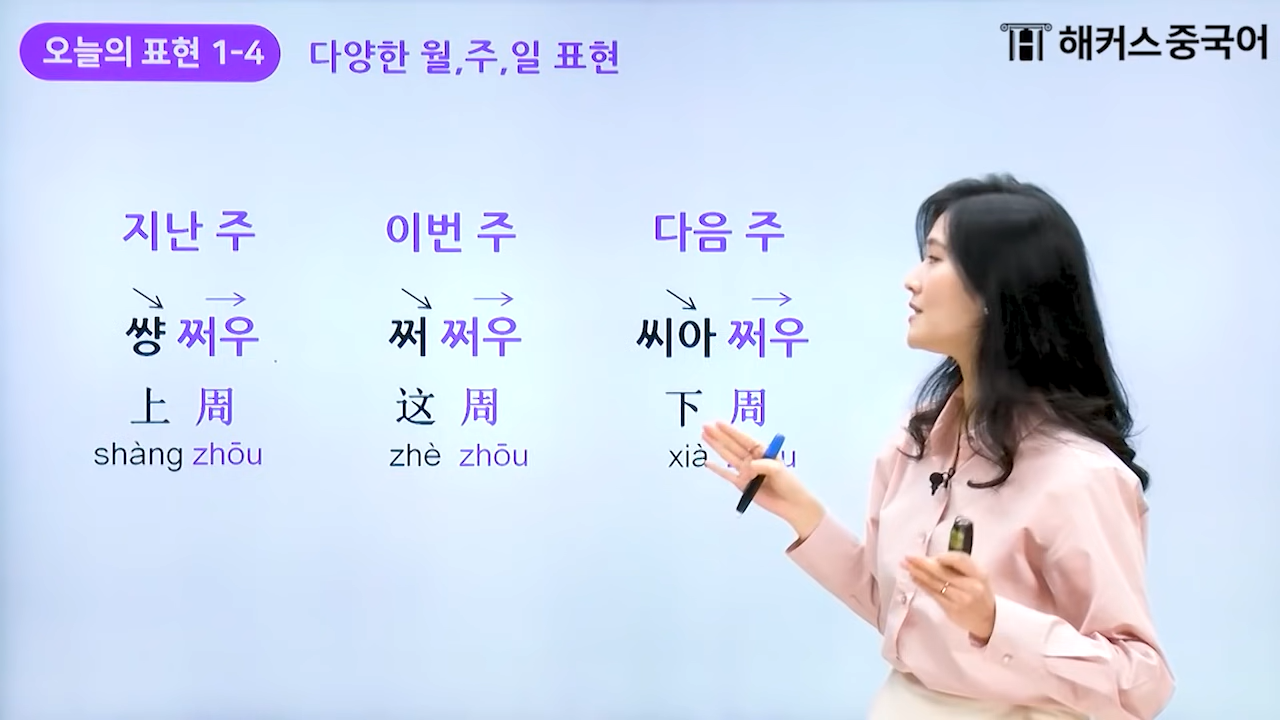 오늘의 표현 1-4 다양한 월,주,일 표현
해커스중국어
지난 주 이번 주 다음 주
썅 쩌우 쩌 쩌우 씨아 쩌우
上 周 这 周 下 周
shàng zhōu zhè zhōu xià